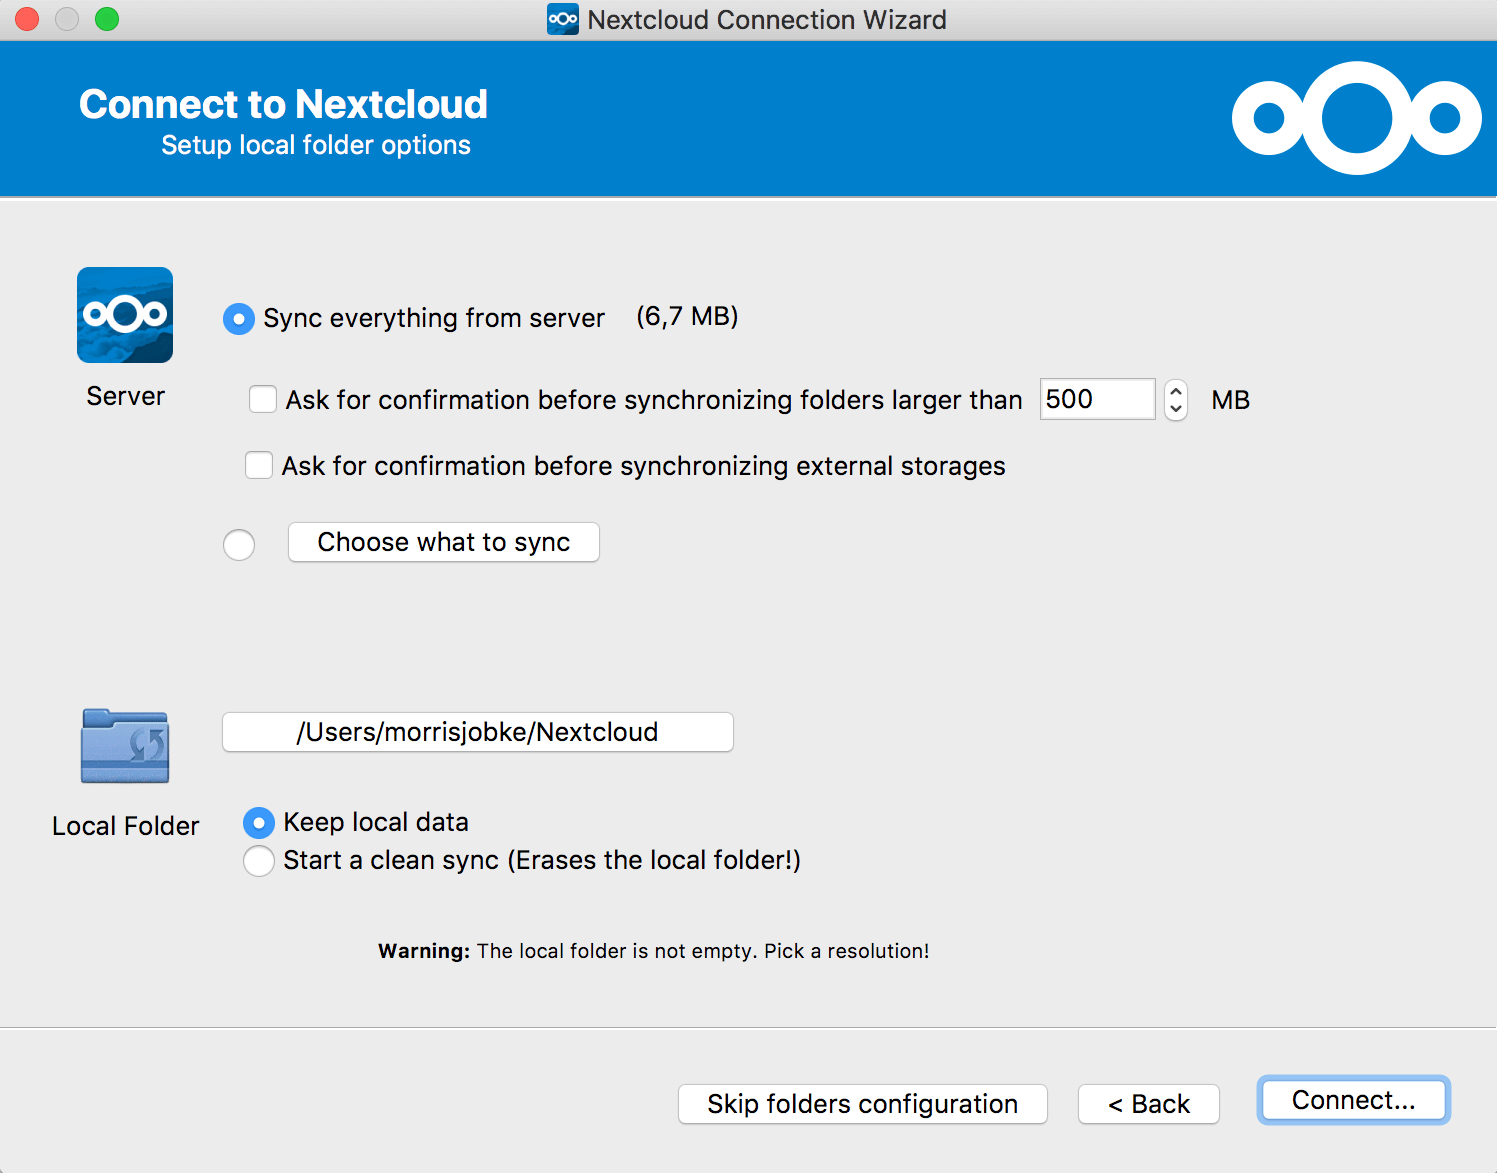 Nextcloud Connection Wizard
Connect to Nextcloud
Setup local folder options
Sync everything from server (6,7 MB)
Server
Ask for confirmation before synchronizing folders larger than 500 MB
Ask for confirmation before synchronizing external storages
Choose what to sync
/Users/morrisjobke/Nextcloud
Local Folder
Keep local data
Start a clean sync (Erases the local folder!)
Warning: The local folder is not empty. Pick a resolution!
Skip folders configuration < Back Connect...